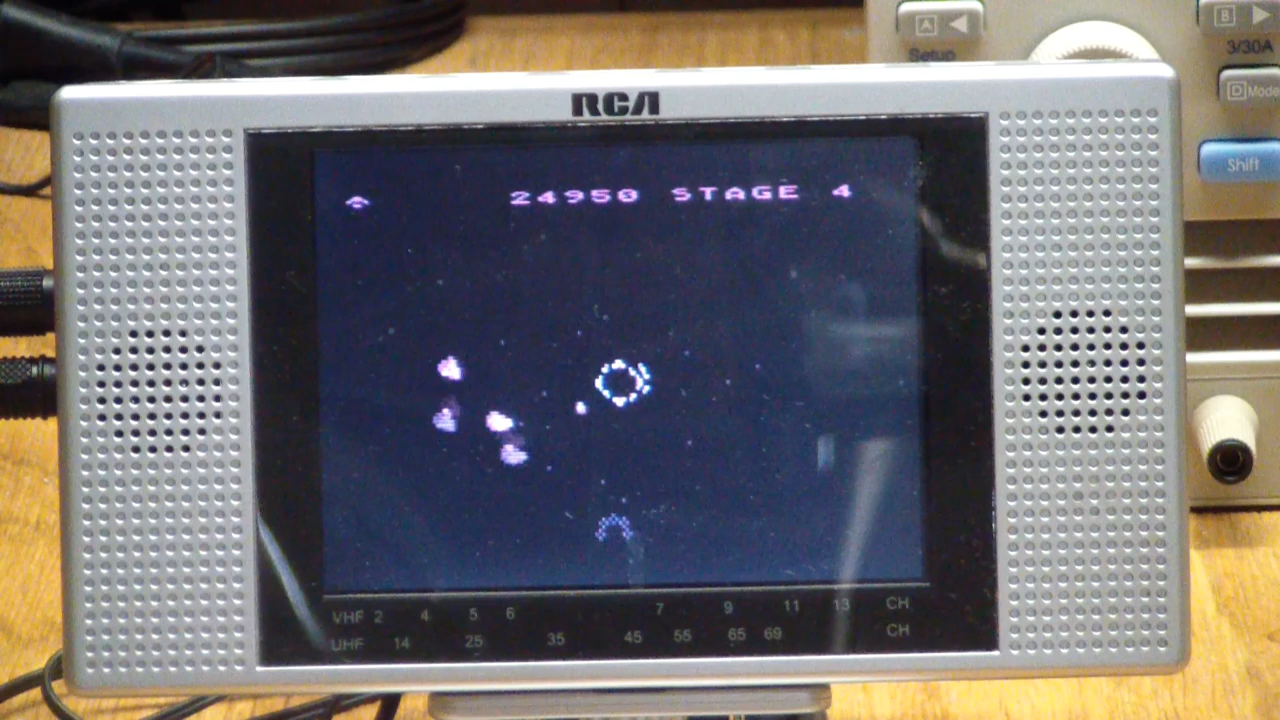 A B
Setup 3/30A
D Mode
Shift
RCA
24950 STAGE 4
VHF 2 4 5 6 7 9 11 13 CH
UHF 14 25 35 45 55 65 69 CH